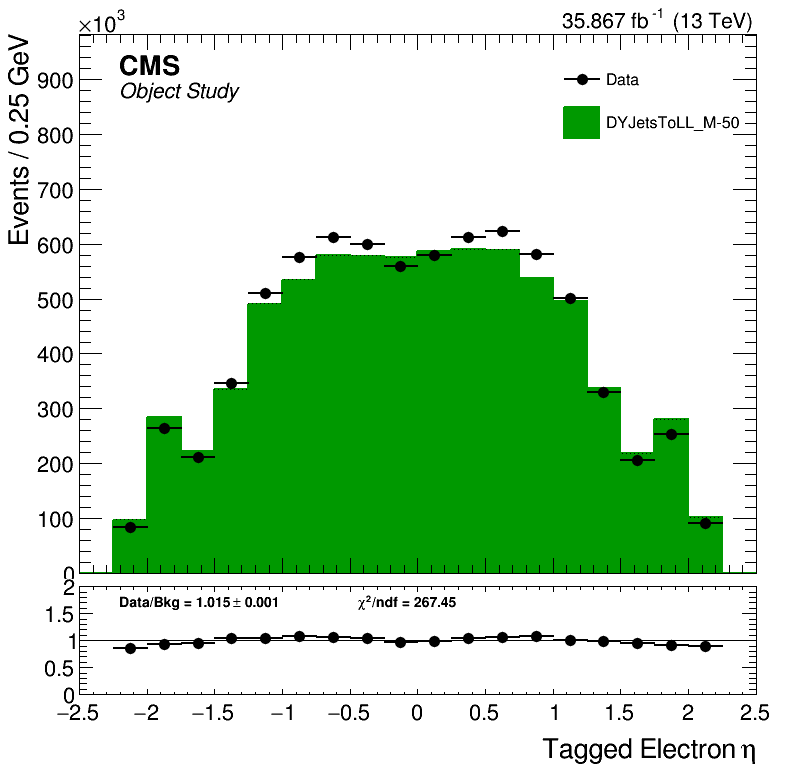 ×10³
35.867 fb⁻¹ (13 TeV)
Events / 0.25 GeV
CMS
Object Study
Data
DYJetsToLL_M-50
900
800
700
600
500
400
300
200
100
0
Data/Bkg = 1.015 ± 0.001
χ²/ndf = 267.45
2
1.5
1
0.5
0
−2.5 −2 −1.5 −1 −0.5 0 0.5 1 1.5 2 2.5
Tagged Electron η